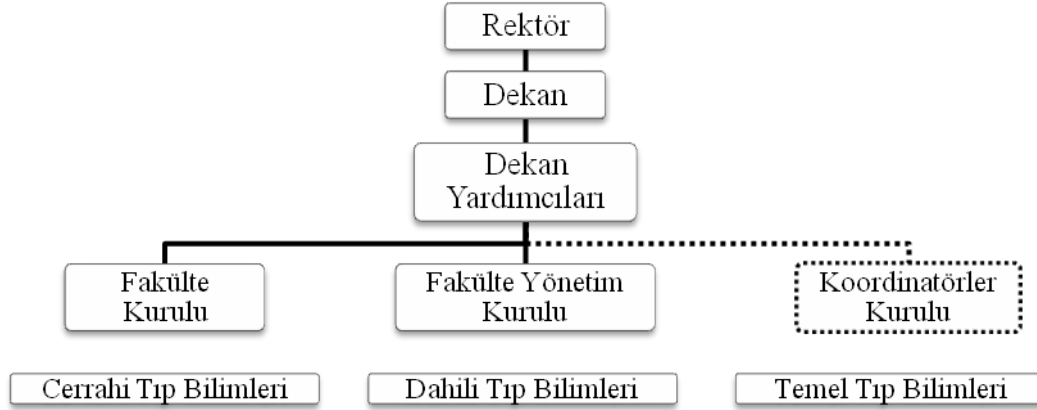 Rektör
Dekan
Dekan
Yardımcıları
Fakülte
Kurulu
Fakülte Yönetim
Kurulu
Koordinatörler
Kurulu
Cerrahi Tıp Bilimleri
Dahili Tıp Bilimleri
Temel Tıp Bilimleri